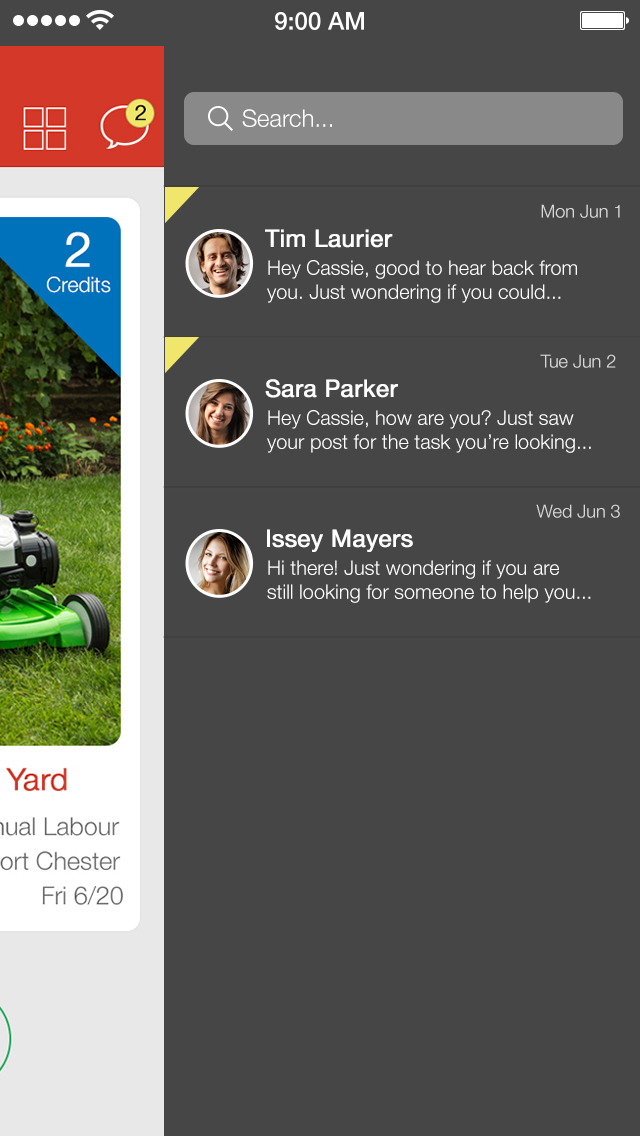 9:00 AM
2
Search...
2
Credits
Mon Jun 1
Tim Laurier
Hey Cassie, good to hear back from
you. Just wondering if you could...
Tue Jun 2
Sara Parker
Hey Cassie, how are you? Just saw
your post for the task you’re looking...
Wed Jun 3
Issey Mayers
Hi there! Just wondering if you are
still looking for someone to help you...
Yard
Labour
Chester
Fri 6/20